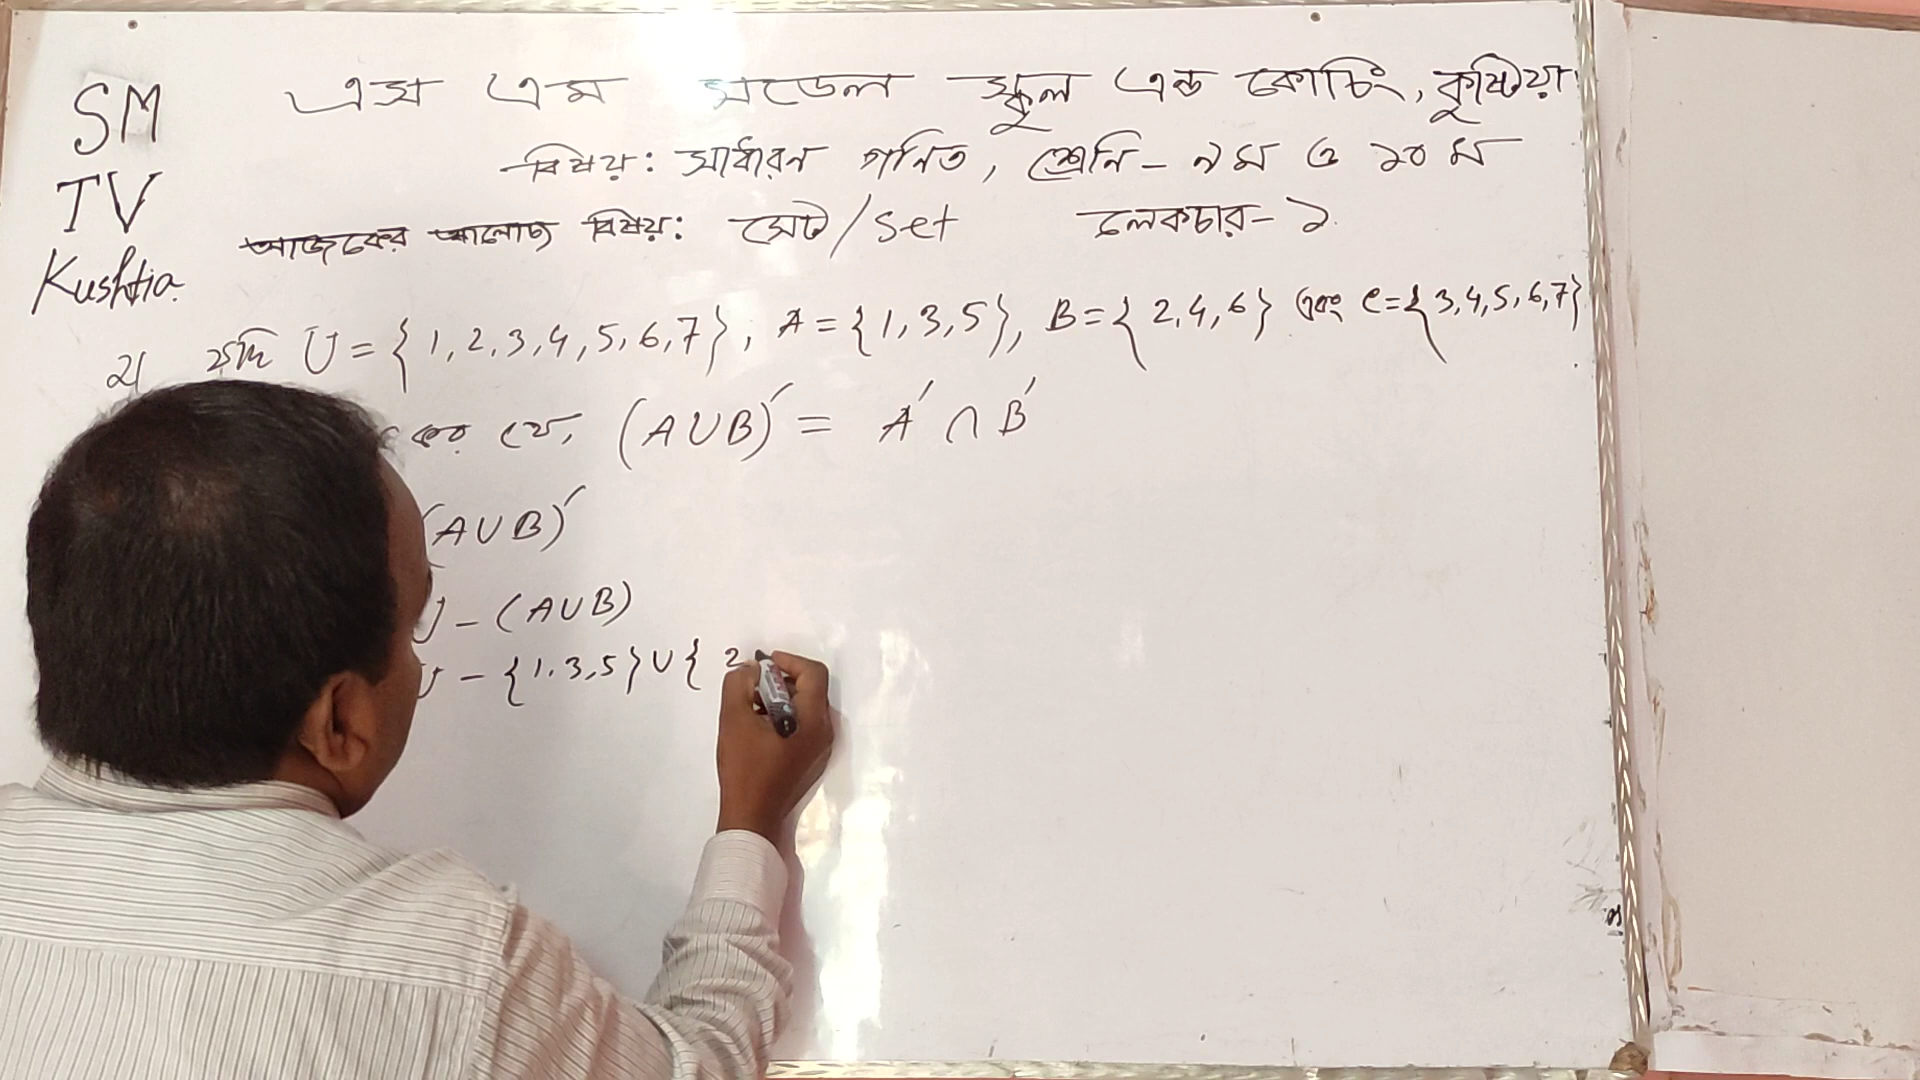 SM
TV
Kushtia.
এস এম মডেল স্কুল এন্ড কোচিং, কুষ্টিয়া
বিষয়: সাধারন গনিত, শ্রেনি- ৯ম ও ১০ম
আজকের আলোচ্য বিষয়: সেট/set লেকচার- ১
২। যদি U = {1,2,3,4,5,6,7}, A = {1,3,5}, B = {2,4,6} এবং C = {3,4,5,6,7}
কর যে, (A∪B)′ = A′ ∩ B′
(A∪B)′
U - (A∪B)
U - {1,3,5} ∪ { 2